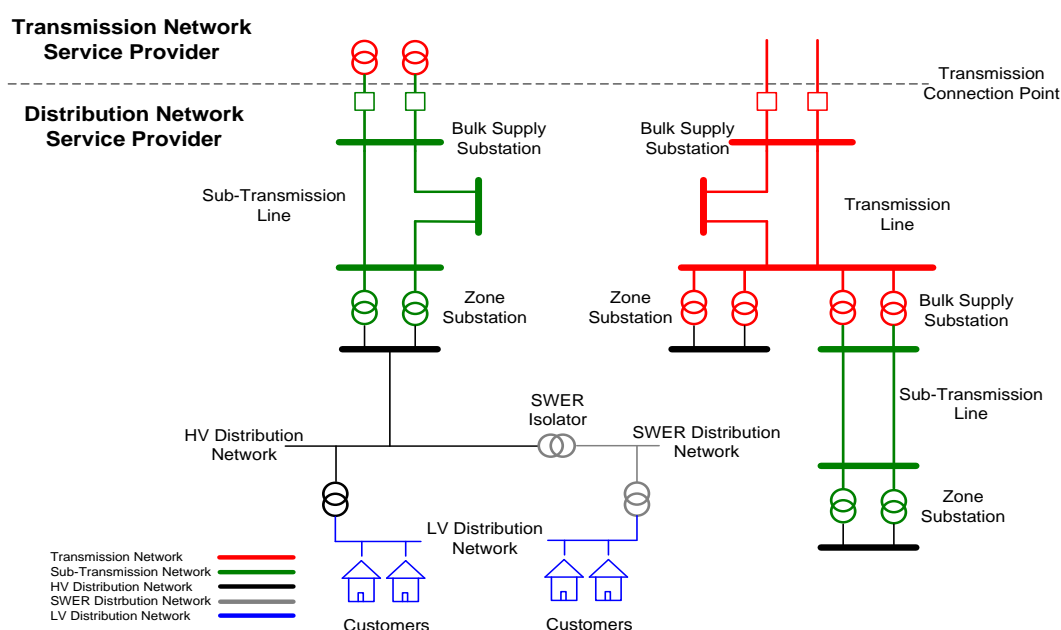 Transmission Network
Service Provider
Transmission
Connection Point
Distribution Network
Service Provider
Bulk Supply
Substation
Bulk Supply
Substation
Sub-Transmission
Line
Transmission
Line
Zone
Substation
Zone
Substation
Bulk Supply
Substation
Sub-Transmission
Line
SWER
Isolator
HV Distribution
Network
SWER Distribution
Network
Zone
Substation
LV Distribution
Network
Transmission Network
Sub-Transmission Network
HV Distribution Network
SWER Distrbution Network
LV Distribution Network
Customers
Customers